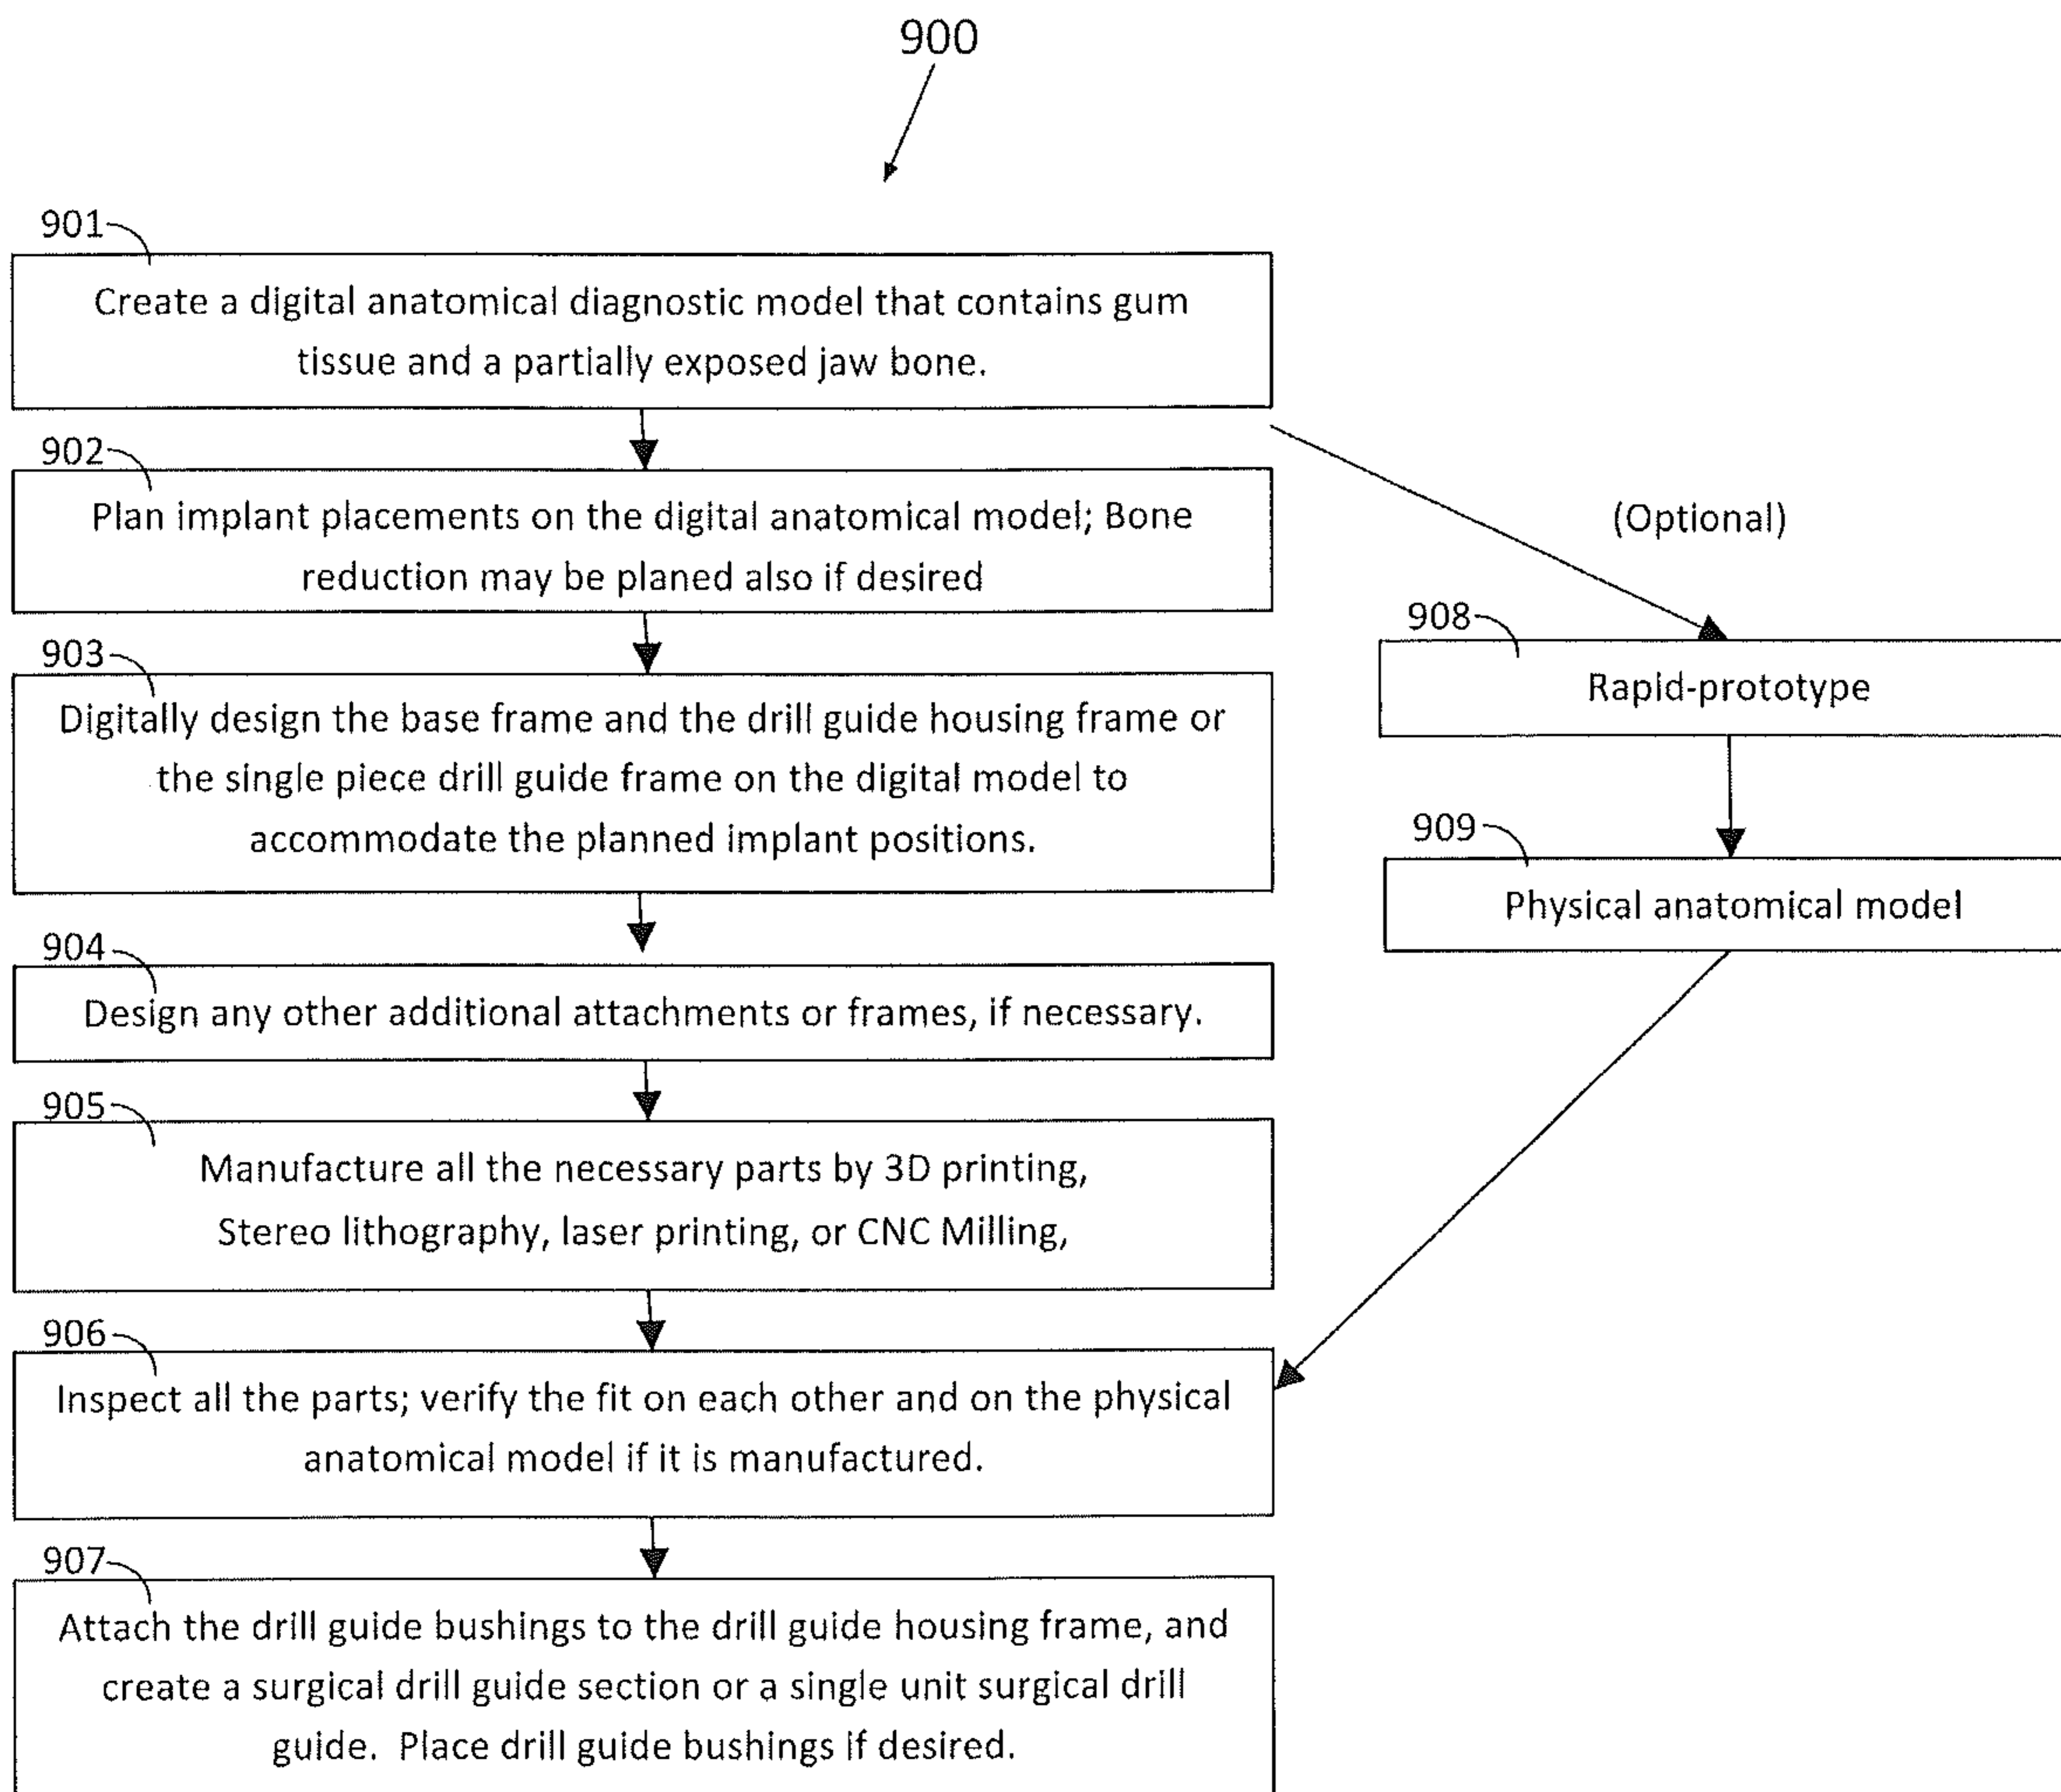 900
901
Create a digital anatomical diagnostic model that contains gum
tissue and a partially exposed jaw bone.
902
Plan implant placements on the digital anatomical model; Bone
reduction may be planed also if desired
(Optional)
903
Digitally design the base frame and the drill guide housing frame or
the single piece drill guide frame on the digital model to
accommodate the planned implant positions.
908
Rapid-prototype
909
Physical anatomical model
904
Design any other additional attachments or frames, if necessary.
905
Manufacture all the necessary parts by 3D printing,
Stereo lithography, laser printing, or CNC Milling,
906
Inspect all the parts; verify the fit on each other and on the physical
anatomical model if it is manufactured.
907
Attach the drill guide bushings to the drill guide housing frame, and
create a surgical drill guide section or a single unit surgical drill
guide.  Place drill guide bushings if desired.